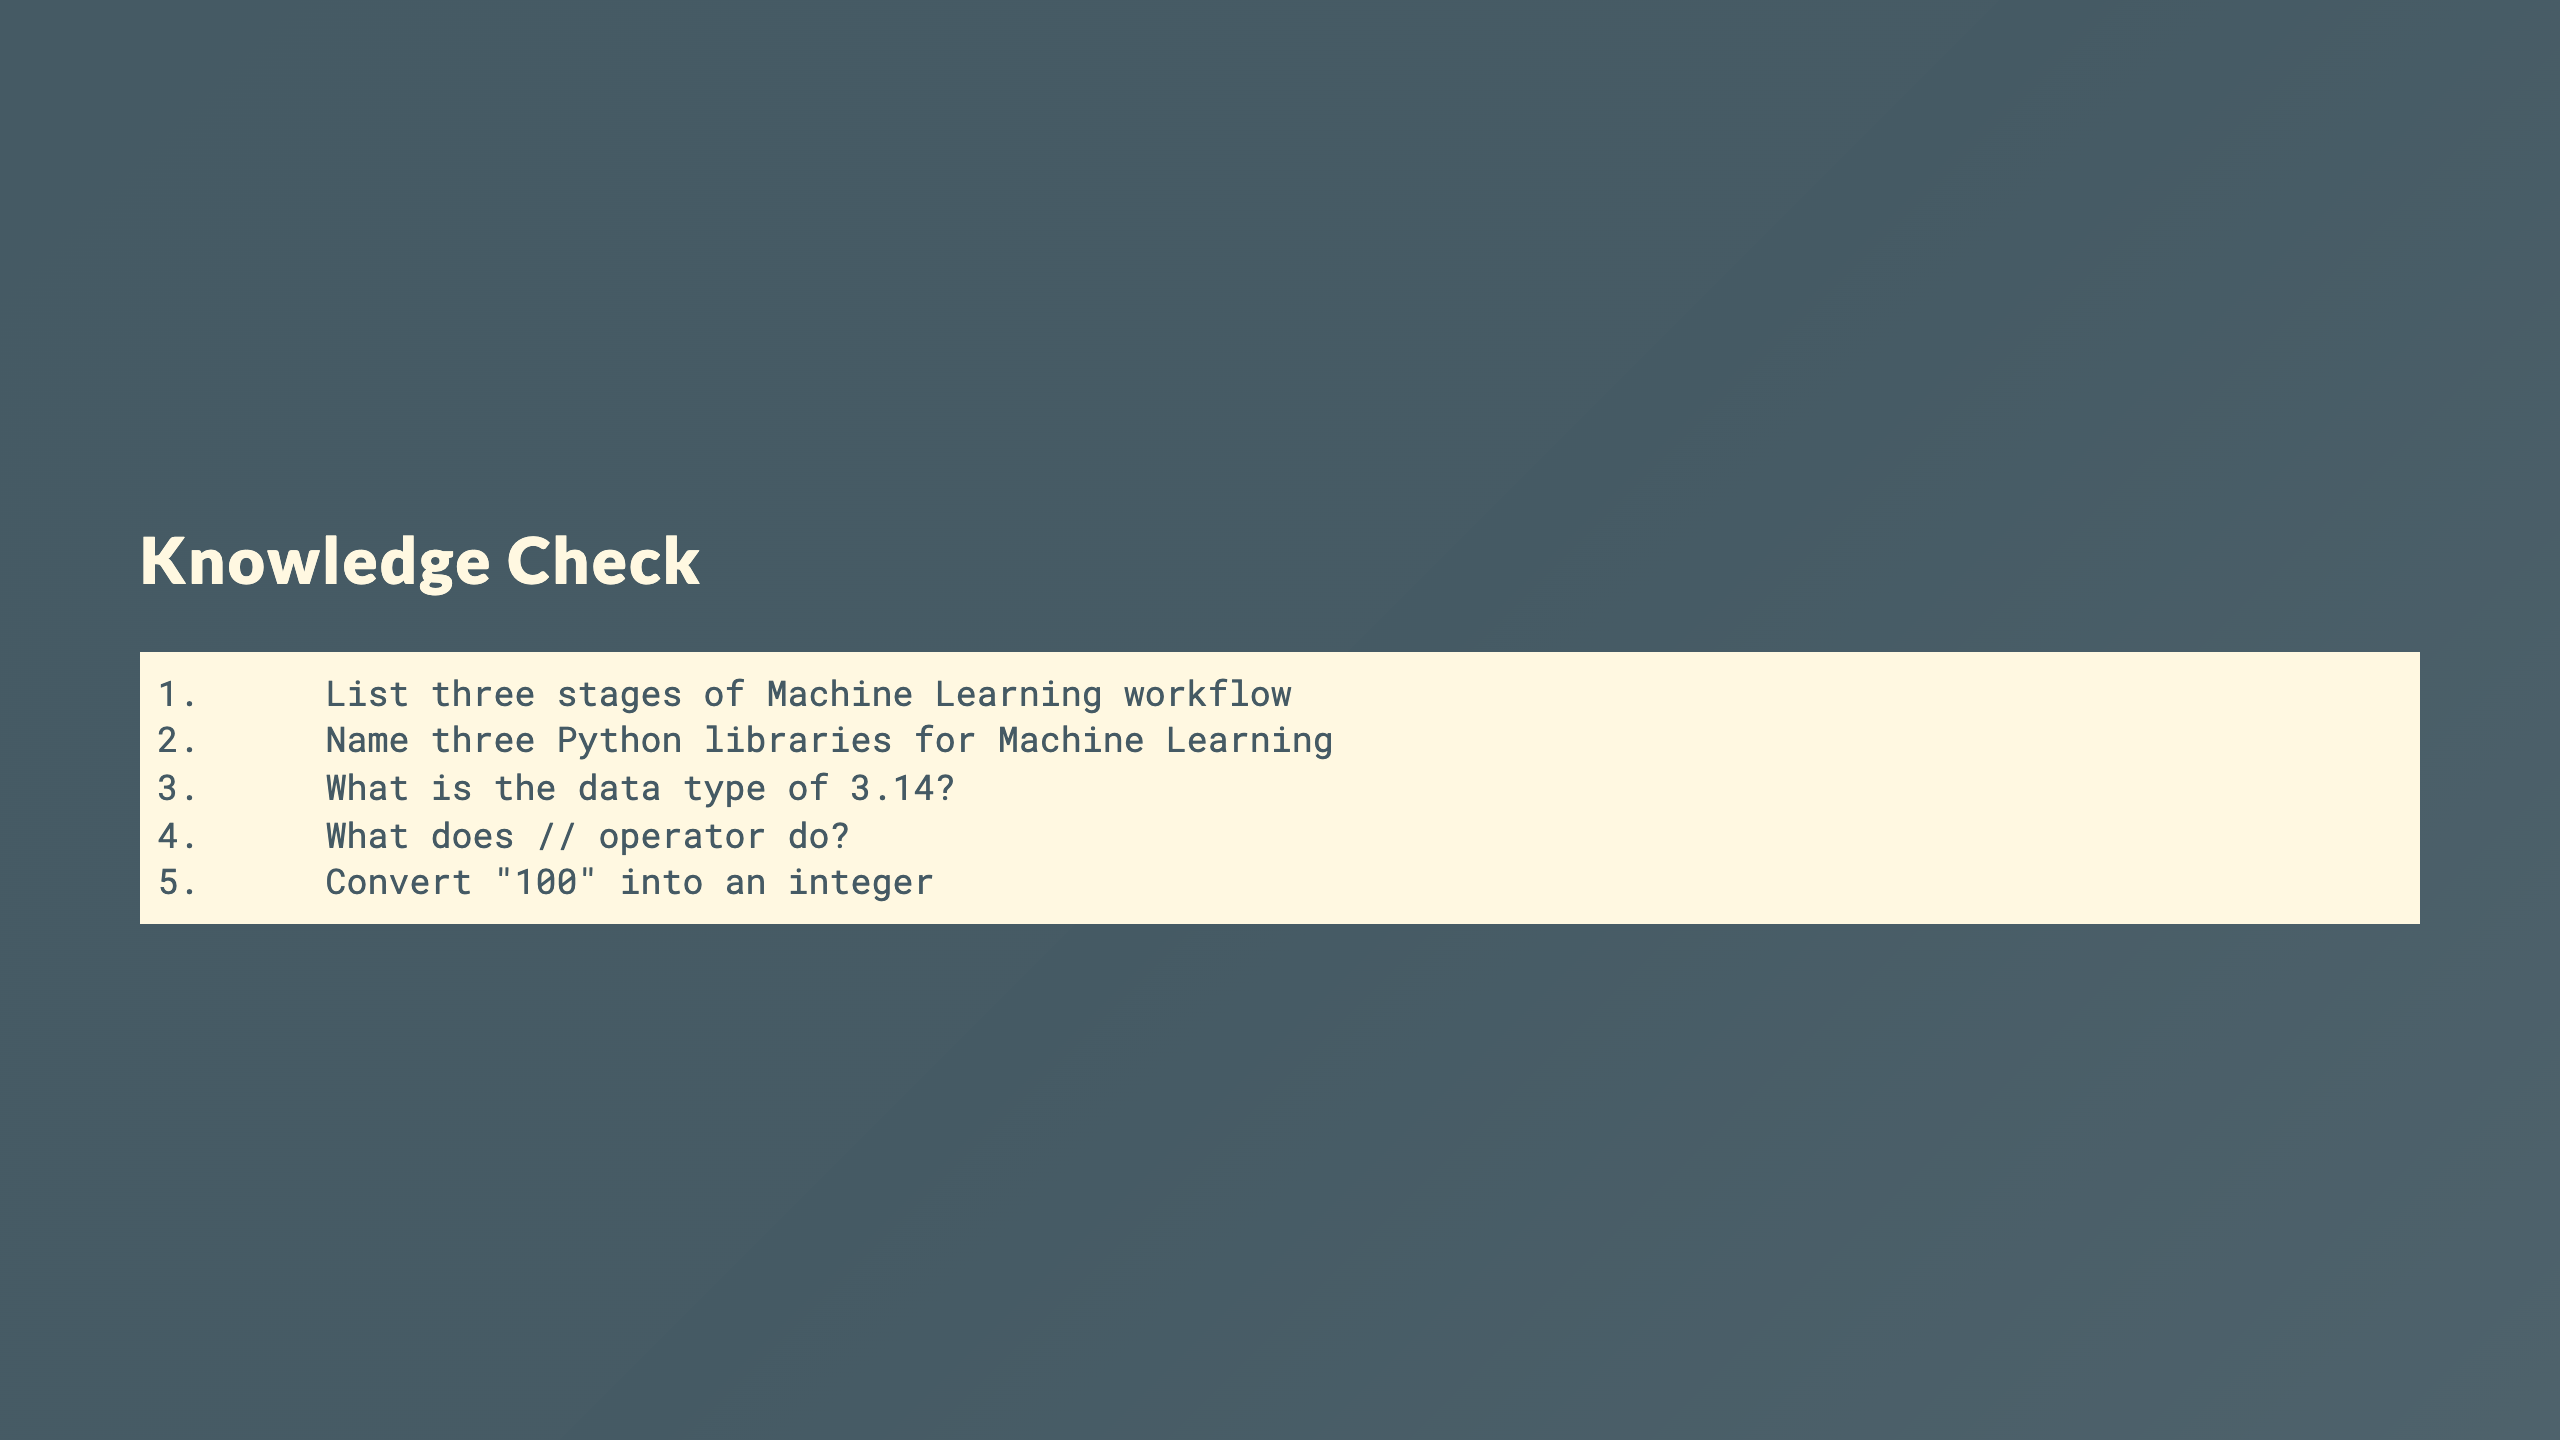 Knowledge Check
1. List three stages of Machine Learning workflow
2. Name three Python libraries for Machine Learning
3. What is the data type of 3.14?
4. What does // operator do?
5. Convert "100" into an integer